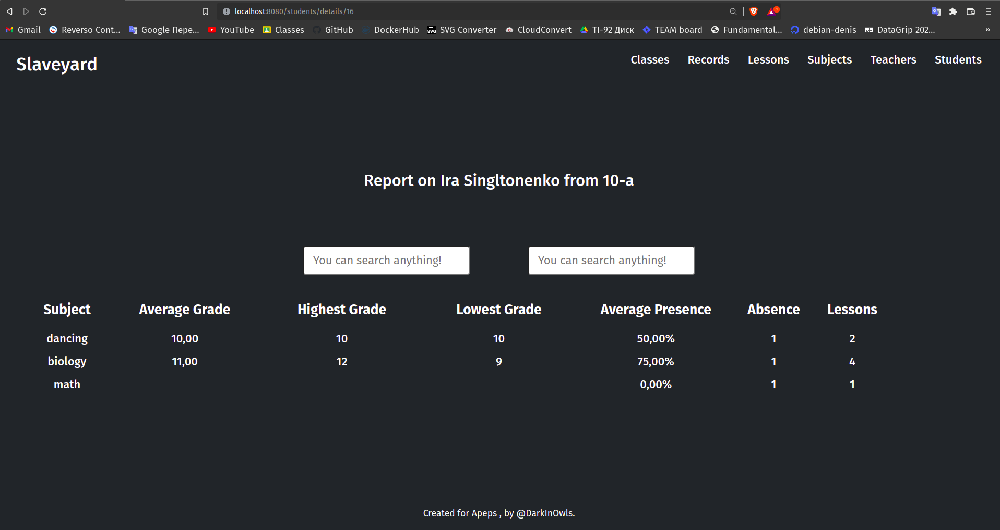 localhost:8080/students/details/16
1
Gmail Reverso Cont... Google Пере... YouTube Classes GitHub DockerHub SVG SVG Converter CloudConvert TI-92 Диск TEAM board Fundamental... debian-denis DataGrip 202... »
Slaveyard
Classes Records Lessons Subjects Teachers Students
Report on Ira Singltonenko from 10-a
You can search anything! You can search anything!
Subject Average Grade Highest Grade Lowest Grade Average Presence Absence Lessons
dancing 10,00 10 10 50,00% 1 2
biology 11,00 12 9 75,00% 1 4
math 0,00% 1 1
Created for Apeps , by @DarkInOwls.